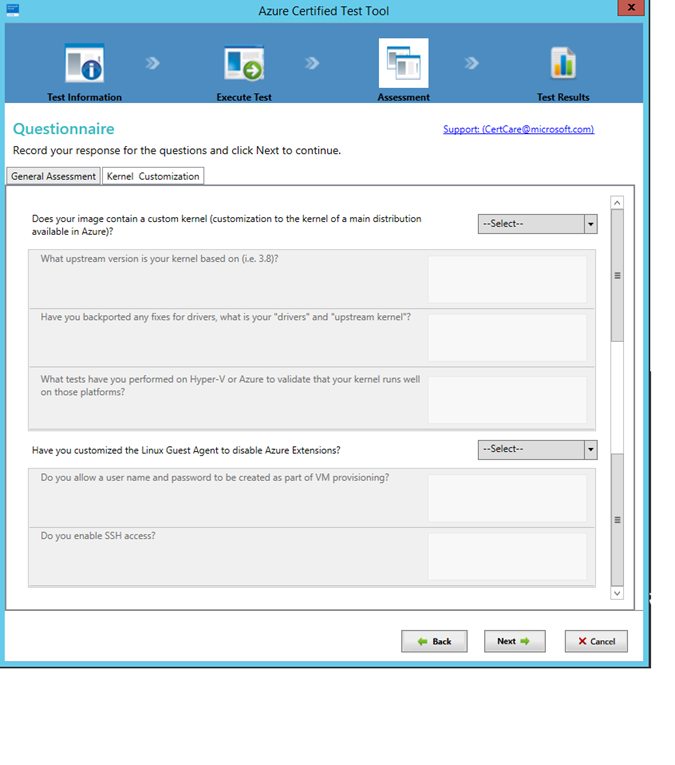 Azure Certified Test Tool
x
Test Information
Execute Test
Assessment
Test Results
Questionnaire
Support: (CertCare@microsoft.com)
Record your response for the questions and click Next to continue.
General Assessment
Kernel Customization
Does your image contain a custom kernel (customization to the kernel of a main distribution
available in Azure)?
--Select--
What upstream version is your kernel based on (i.e. 3.8)?
Have you backported any fixes for drivers, what is your "drivers" and "upstream kernel"?
What tests have you performed on Hyper-V or Azure to validate that your kernel runs well
on those platforms?
Have you customized the Linux Guest Agent to disable Azure Extensions?
--Select--
Do you allow a user name and password to be created as part of VM provisioning?
Do you enable SSH access?
Back
Next
Cancel